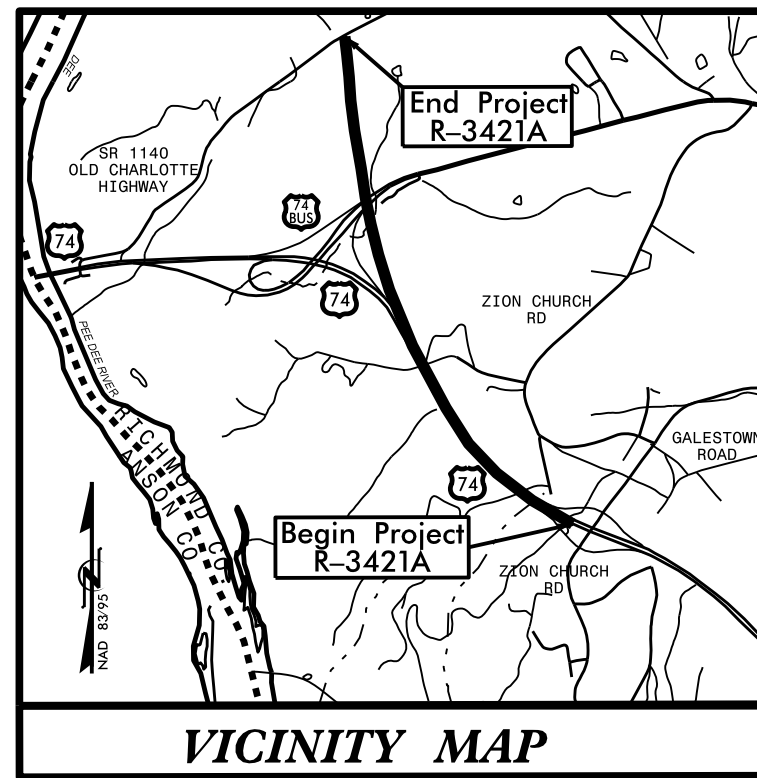 DEE
End Project
R-3421A
SR 1140
OLD CHARLOTTE
HIGHWAY
74
BUS
74
74
ZION CHURCH
RD
PEE DEE RIVER
RICHMOND CO.
ANSON CO.
GALESTOWN
ROAD
74
Begin Project
R-3421A
ZION CHURCH
RD
N
NAD 83/95
VICINITY MAP